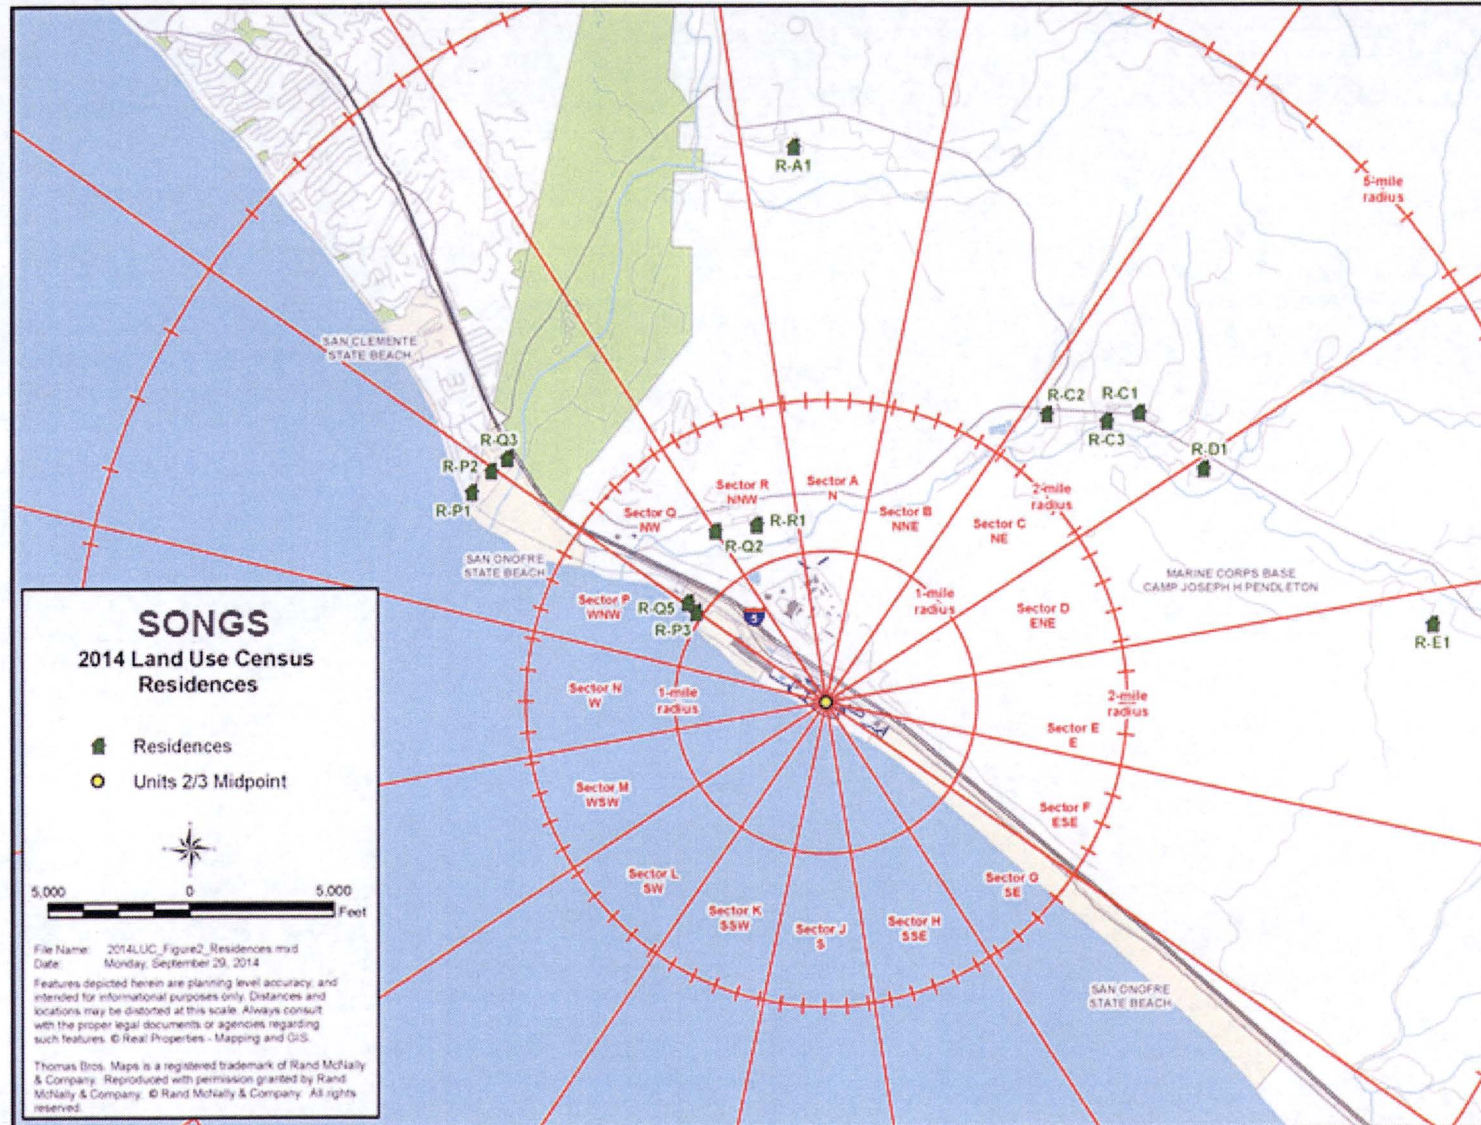 R-A1
5-mile
radius
SAN CLEMENTE
STATE BEACH
R-C2
R-C1
R-C3
R-Q3
R-P2
R-P1
R-D1
Sector R
NNW
Sector A
N
Sector Q
NW
Sector B
NNE
2-mile
radius
Sector C
NE
R-R1
R-Q2
SAN ONOFRE
STATE BEACH
MARINE CORPS BASE
CAMP JOSEPH H PENDLETON
Sector P
WNW
R-Q5
R-P3
5
1-mile
radius
Sector D
ENE
R-E1
Sector N
W
1-mile
radius
2-mile
radius
Sector E
E
Sector M
WSW
Sector F
ESE
Sector L
SW
Sector K
SSW
Sector J
S
Sector H
SSE
Sector G
SE
SAN ONOFRE
STATE BEACH
SONGS
2014 Land Use Census
Residences
Residences
Units 2/3 Midpoint
5,000 0 5,000
Feet
File Name: 2014LUC_Figure2_Residences.mxd
Date: Monday, September 29, 2014
Features depicted herein are planning level accuracy, and
intended for informational purposes only. Distances and
locations may be distorted at this scale. Always consult
with the proper legal documents or agencies regarding
such features. © Real Properties - Mapping and GIS.
Thomas Bros. Maps is a registered trademark of Rand McNally
& Company. Reproduced with permission granted by Rand
McNally & Company. © Rand McNally & Company. All rights
reserved.